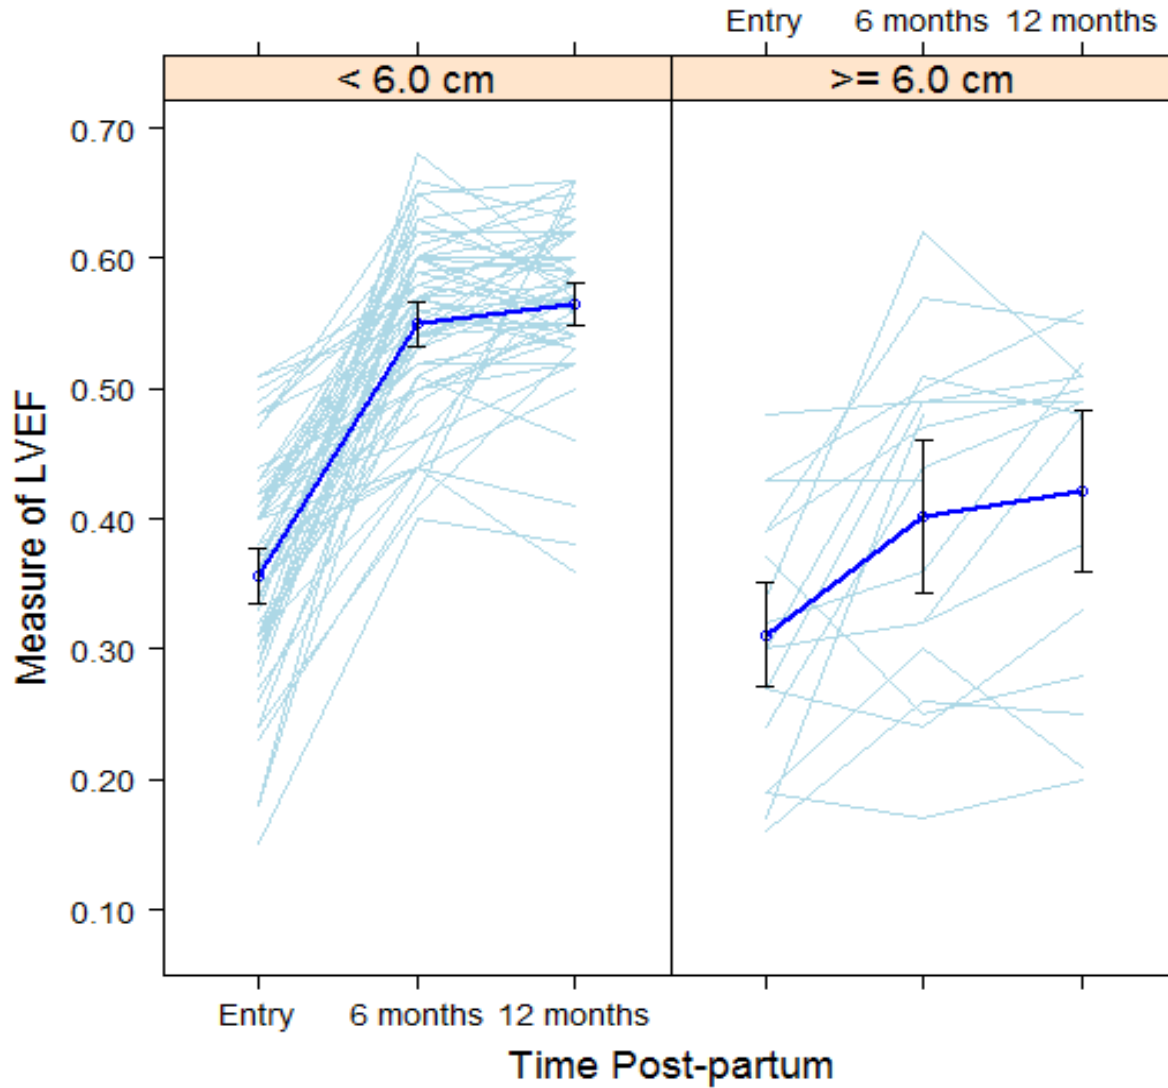 Entry 6 months 12 months
< 6.0 cm >= 6.0 cm
0.70
0.60
0.50
0.40
0.30
0.20
0.10
Measure of LVEF
Entry 6 months 12 months
Time Post-partum